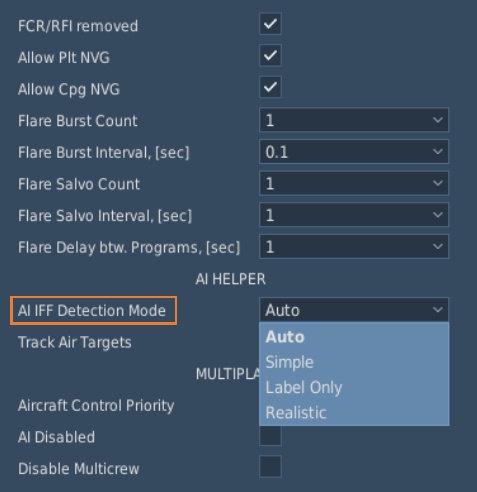 FCR/RFI removed
Allow Plt NVG
Allow Cpg NVG
Flare Burst Count 1
Flare Burst Interval, [sec] 0.1
Flare Salvo Count 1
Flare Salvo Interval, [sec] 1
Flare Delay btw. Programs, [sec] 1
AI HELPER
AI IFF Detection Mode Auto
Auto
Track Air Targets
Simple
MULTIPLA
Label Only
Aircraft Control Priority
Realistic
AI Disabled
Disable Multicrew